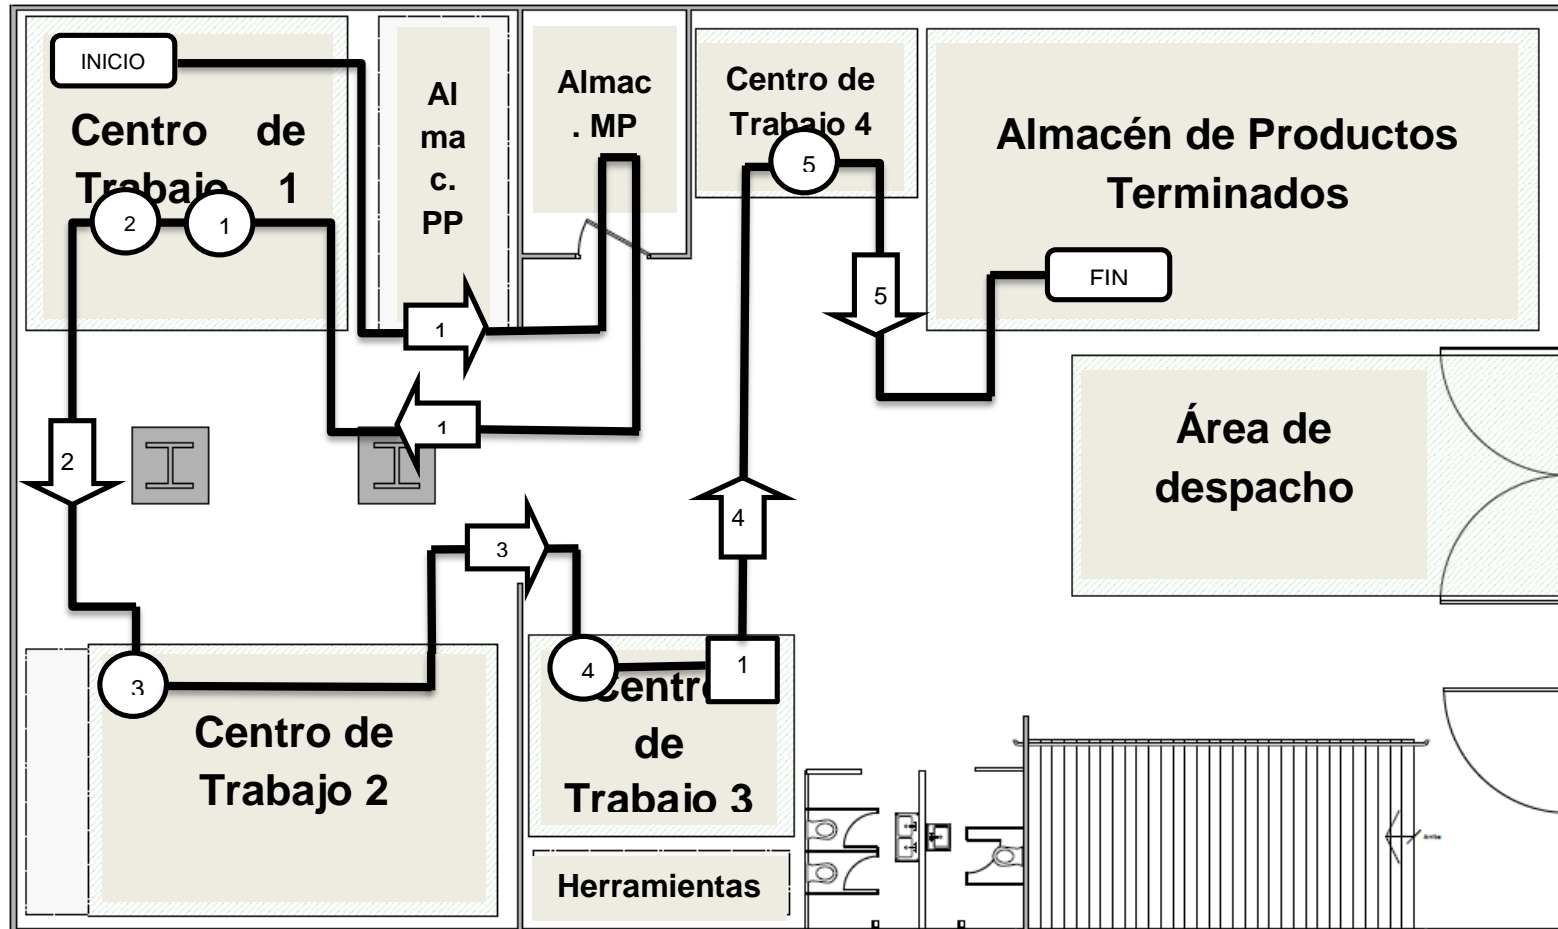 INICIO
Centro de
Trabajo 1
2
1
Al
ma
c.
PP
Almac
. MP
Centro de
Trabajo 4
5
Almacén de Productos
Terminados
FIN
5
1
1
2
Área de
despacho
3
4
3
Centro de
Trabajo 2
4
1
Centro
de
Trabajo 3
Herramientas